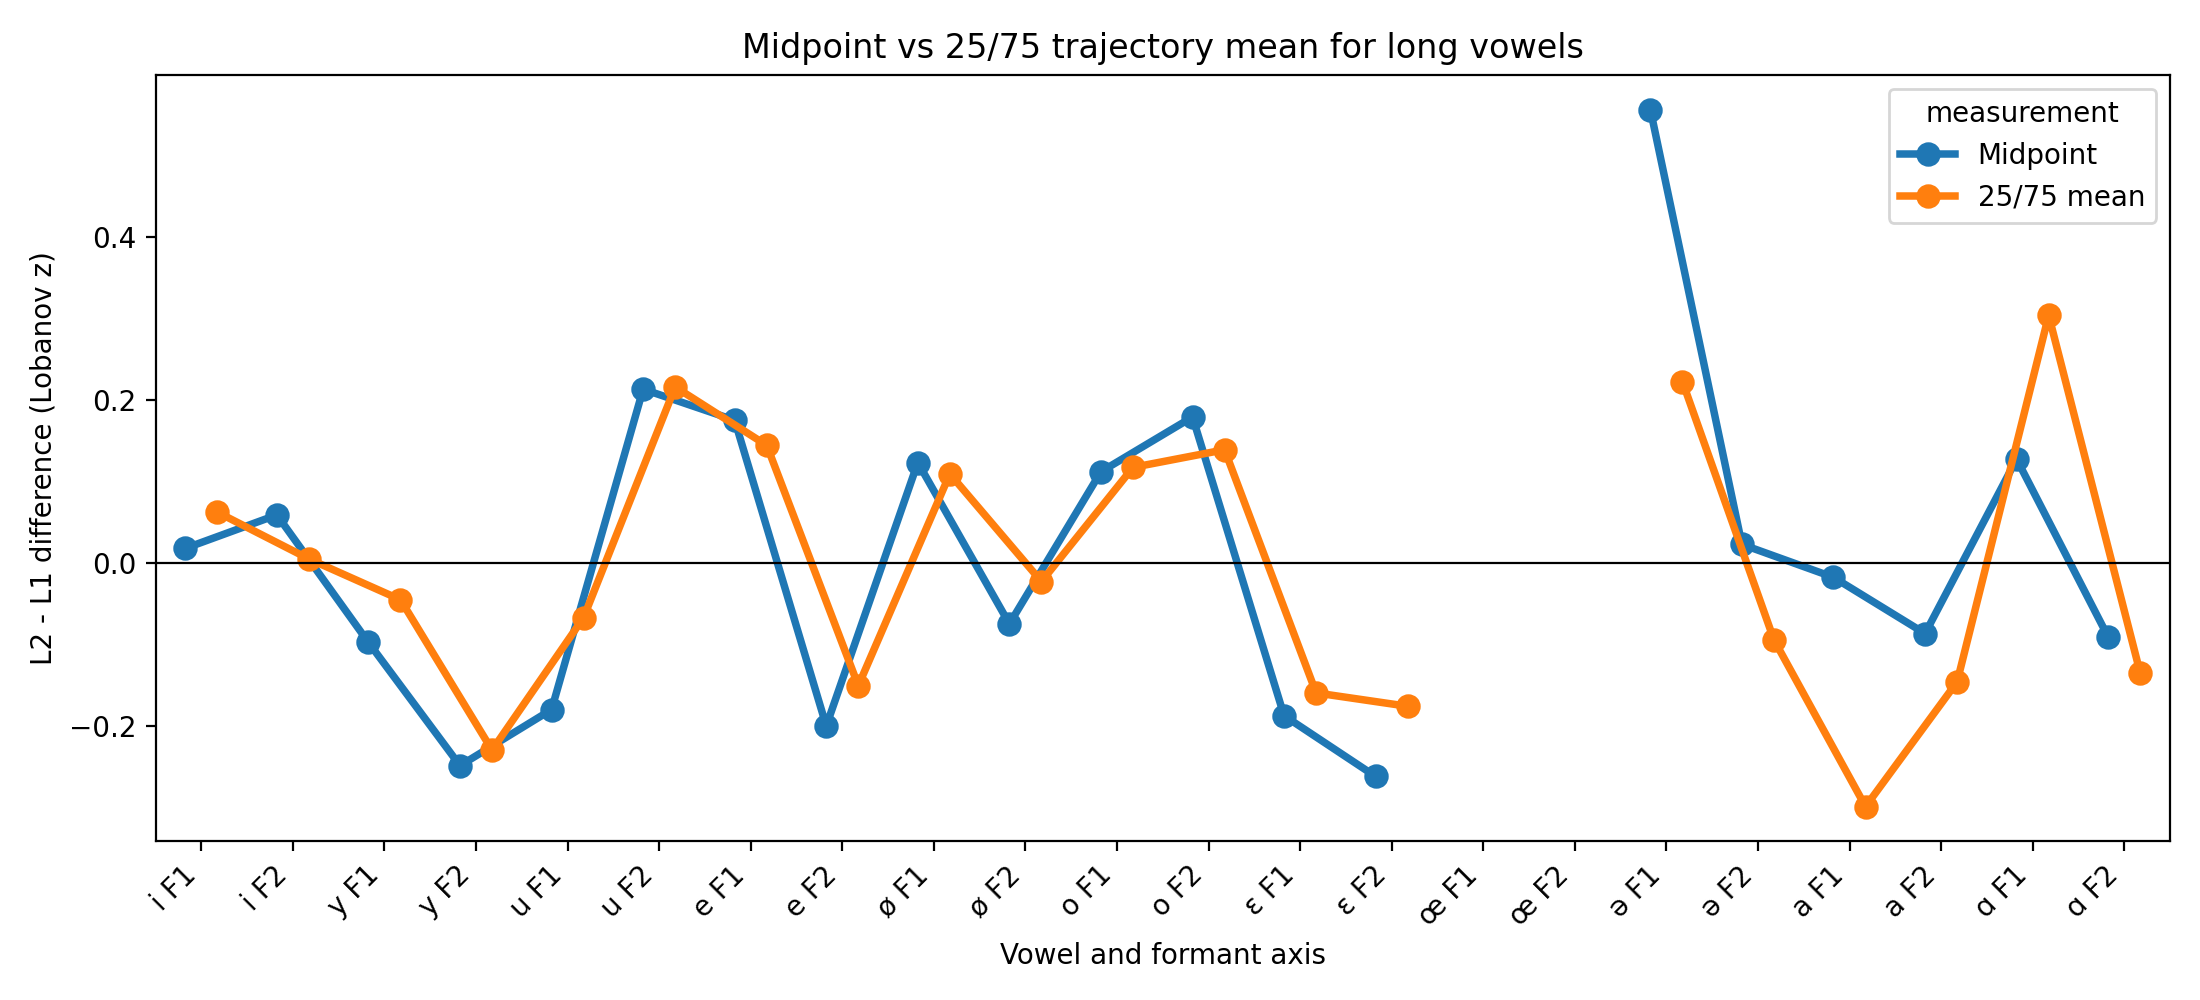 Midpoint vs 25/75 trajectory mean for long vowels
measurement
Midpoint
25/75 mean
L2 - L1 difference (Lobanov z)
0.4
0.2
0.0
−0.2
i F1
i F2
y F1
y F2
u F1
u F2
e F1
e F2
ø F1
ø F2
o F1
o F2
ɛ F1
ɛ F2
œ F1
œ F2
ə F1
ə F2
a F1
a F2
ɑ F1
ɑ F2
Vowel and formant axis